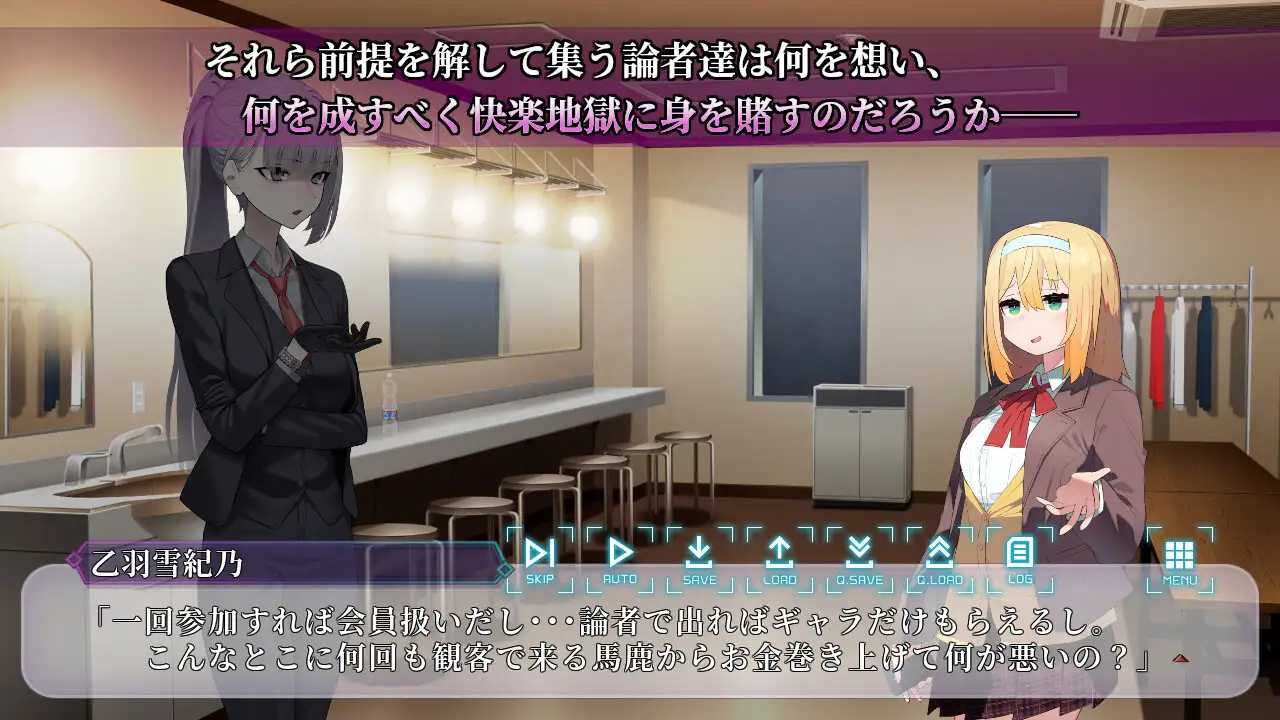 それら前提を解して集う論者達は何を想い、
何を成すべく快楽地獄に身を賭すのだろうか――
乙羽雪紀乃
SKIP
AUTO
SAVE
LOAD
Q.SAVE
Q.LOAD
LOG
MENU
「一回参加すれば会員扱いだし･･･論者で出ればギャラだけもらえるし。
こんなとこに何回も観客で来る馬鹿からお金巻き上げて何が悪いの？」